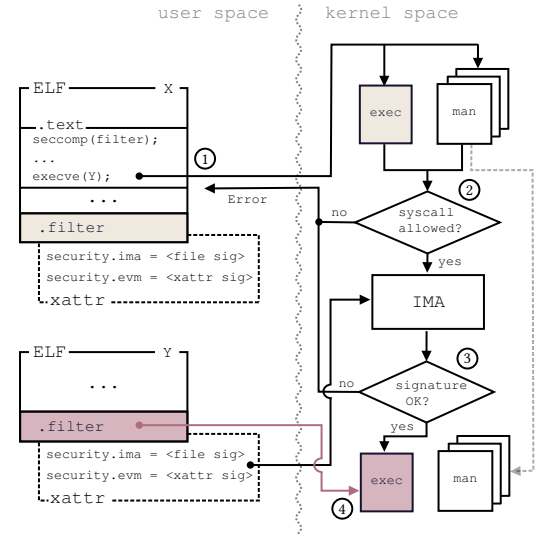 user space
kernel space
ELF
X
.text
seccomp(filter);
...
execve(Y);
...
.filter
security.ima = <file sig>
security.evm = <xattr sig>
xattr
1
Error
exec
man
2
no
syscall
allowed?
yes
IMA
3
no
signature
OK?
yes
ELF
Y
...
.filter
security.ima = <file sig>
security.evm = <xattr sig>
xattr
4
exec
man